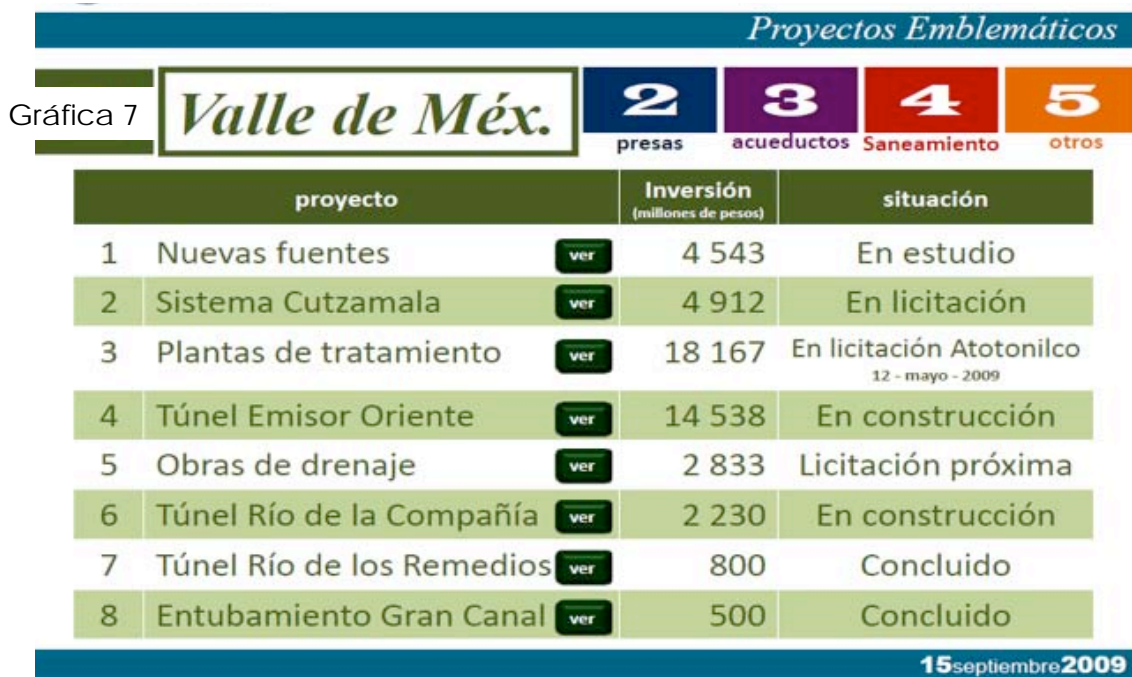 Proyectos Emblemáticos
Gráfica 7
Valle de Méx.
2 3 4 5
presas acueductos Saneamiento otros
proyecto Inversión (millones de pesos) situación
1 Nuevas fuentes ver 4 543 En estudio
2 Sistema Cutzamala ver 4 912 En licitación
3 Plantas de tratamiento ver 18 167 En licitación Atotonilco
12 - mayo - 2009
4 Túnel Emisor Oriente ver 14 538 En construcción
5 Obras de drenaje ver 2 833 Licitación próxima
6 Túnel Río de la Compañía ver 2 230 En construcción
7 Túnel Río de los Remedios ver 800 Concluido
8 Entubamiento Gran Canal ver 500 Concluido
15septiembre2009